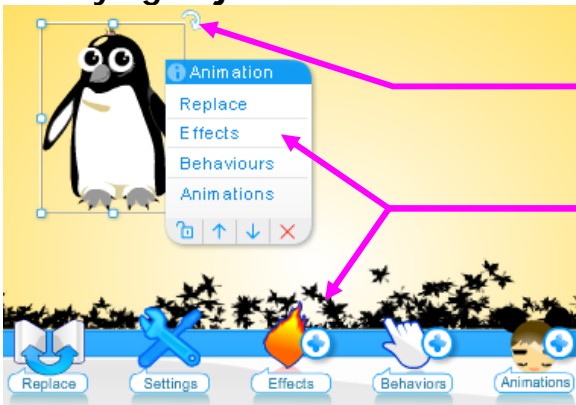 Animation
Replace
Effects
Behaviours
Animations
Replace
Settings
Effects
Behaviors
Animations